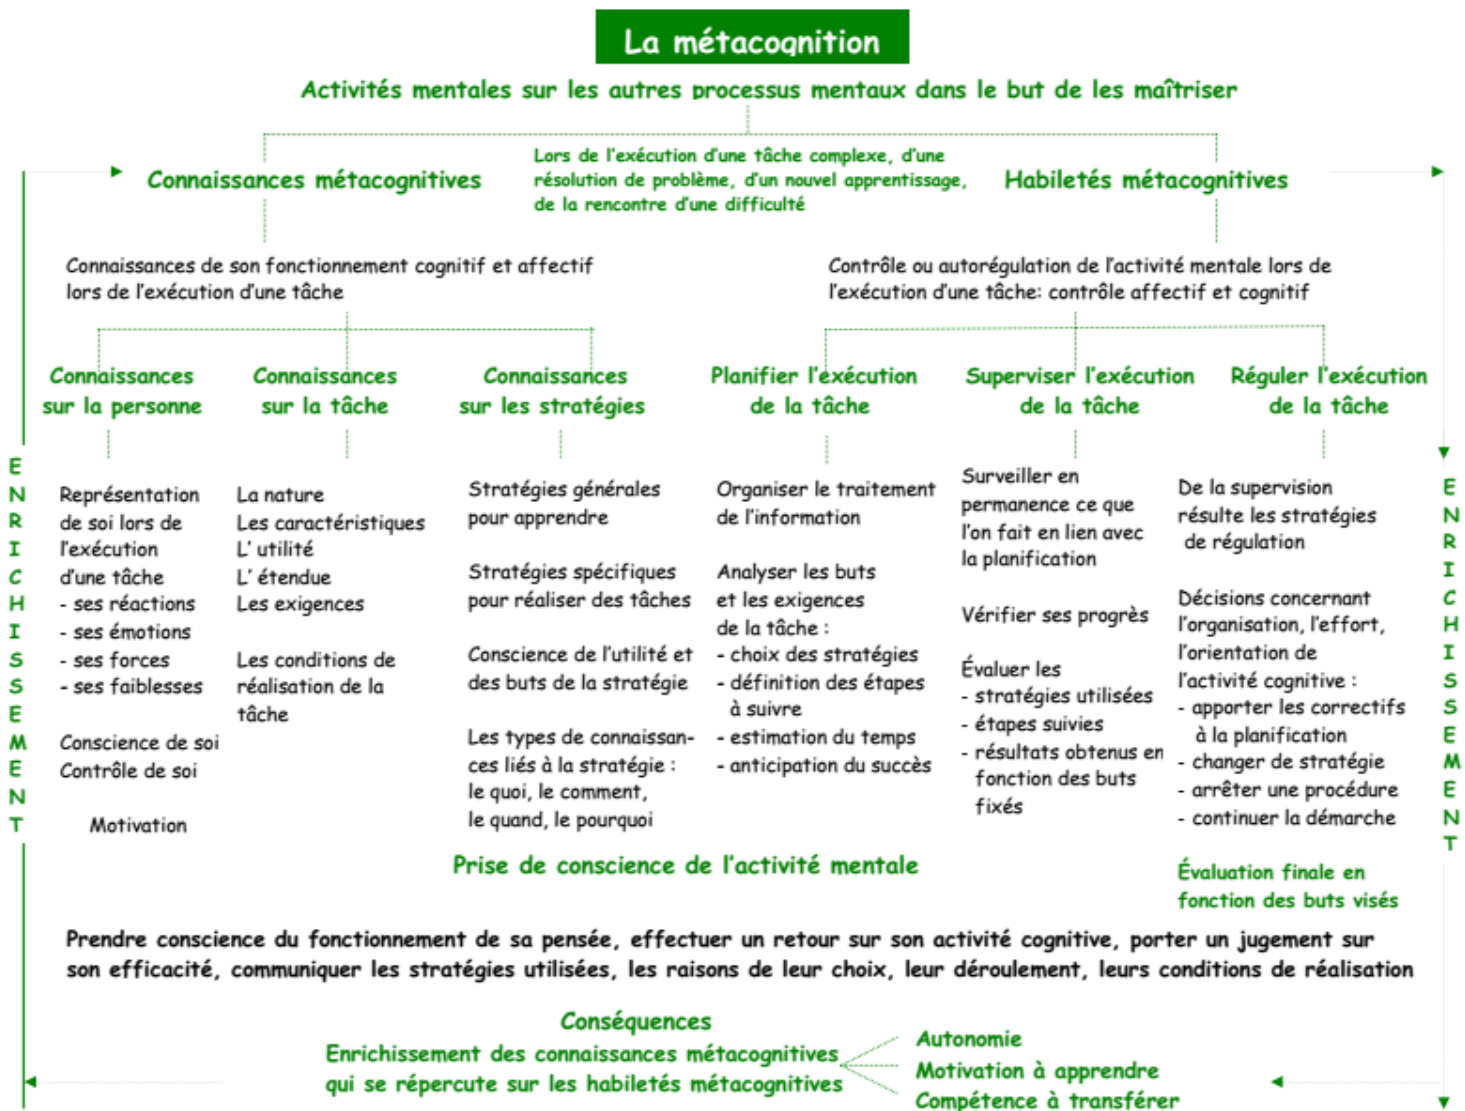 La métacognition
Activités mentales sur les autres processus mentaux dans le but de les maîtriser
Lors de l'exécution d'une tâche complexe, d'une
résolution de problème, d'un nouvel apprentissage,
de la rencontre d'une difficulté
Connaissances métacognitives
Connaissances de son fonctionnement cognitif et affectif
lors de l'exécution d'une tâche
Habiletés métacognitives
Contrôle ou autorégulation de l'activité mentale lors de
l'exécution d'une tâche: contrôle affectif et cognitif
ENRICHISSEMENT
Connaissances
sur la personne
Représentation
de soi lors de
l'exécution
d'une tâche
- ses réactions
- ses émotions
- ses forces
- ses faiblesses
Conscience de soi
Contrôle de soi
Motivation
Connaissances
sur la tâche
La nature
Les caractéristiques
L' utilité
L' étendue
Les exigences
Les conditions de
réalisation de la
tâche
Connaissances
sur les stratégies
Stratégies générales
pour apprendre
Stratégies spécifiques
pour réaliser des tâches
Conscience de l'utilité et
des buts de la stratégie
Les types de connaissan-
ces liés à la stratégie :
le quoi, le comment,
le quand, le pourquoi
Planifier l'exécution
de la tâche
Organiser le traitement
de l'information
Analyser les buts
et les exigences
de la tâche :
- choix des stratégies
- définition des étapes
à suivre
- estimation du temps
- anticipation du succès
Superviser l'exécution
de la tâche
Surveiller en
permanence ce que
l'on fait en lien avec
la planification
Vérifier ses progrès
Évaluer les
- stratégies utilisées
- étapes suivies
- résultats obtenus en
fonction des buts
fixés
Réguler l'exécution
de la tâche
De la supervision
résulte les stratégies
de régulation
Décisions concernant
l'organisation, l'effort,
l'orientation de
l'activité cognitive :
- apporter les correctifs
à la planification
- changer de stratégie
- arrêter une procédure
- continuer la démarche
Évaluation finale en
fonction des buts visés
ENRICHISSEMENT
Prise de conscience de l'activité mentale
Prendre conscience du fonctionnement de sa pensée, effectuer un retour sur son activité cognitive, porter un jugement sur
son efficacité, communiquer les stratégies utilisées, les raisons de leur choix, leur déroulement, leurs conditions de réalisation
Conséquences
Enrichissement des connaissances métacognitives
qui se répercute sur les habiletés métacognitives
Autonomie
Motivation à apprendre
Compétence à transférer